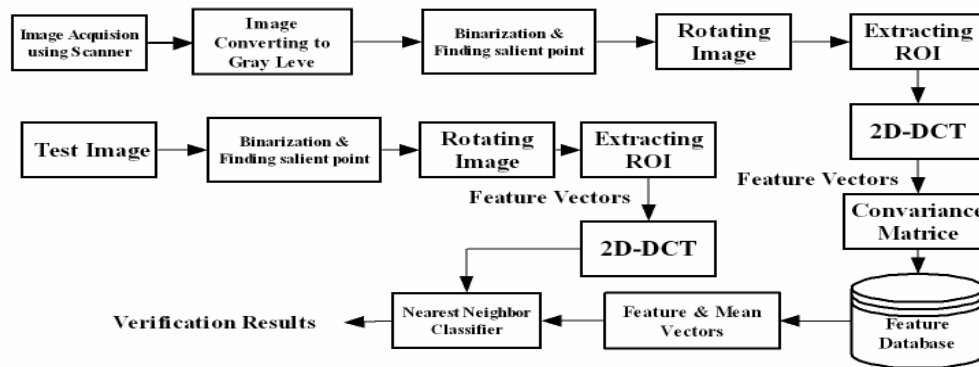 Image Acquision
using Scanner
Image
Converting to
Gray Leve
Binarization &
Finding salient point
Rotating
Image
Extracting
ROI
2D-DCT
Feature Vectors
Convariance
Matrice
Feature
Database
Test Image
Binarization &
Finding salient point
Rotating
Image
Extracting
ROI
Feature Vectors
2D-DCT
Feature & Mean
Vectors
Nearest Neighbor
Classifier
Verification Results